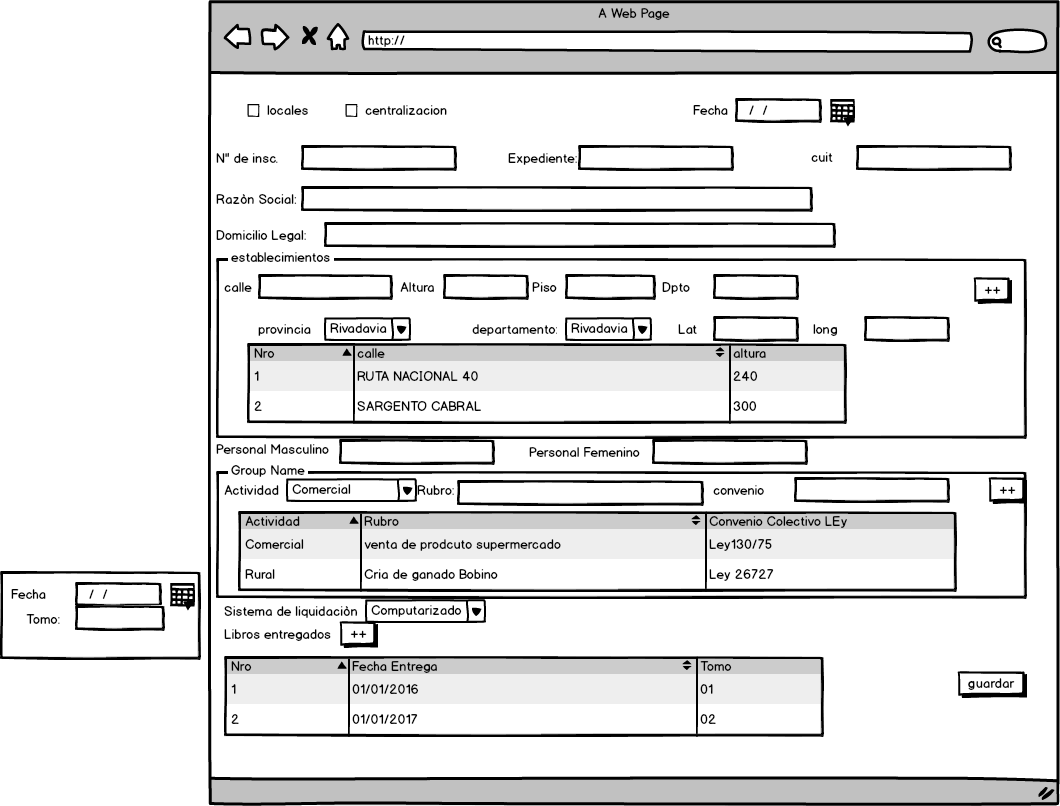 A Web Page
http://
locales centralizacion Fecha / /
N" de insc. Expediente: cuit
Razòn Social:
Domicilio Legal:
establecimientos
calle Altura Piso Dpto ++
provincia Rivadavia departamento: Rivadavia Lat long
Nro calle altura
1 RUTA NACIONAL 40 240
2 SARGENTO CABRAL 300
Personal Masculino Personal Femenino
Group Name
Actividad Comercial Rubro: convenio ++
Actividad Rubro Convenio Colectivo LEy
Comercial venta de prodcuto supermercado Ley130/75
Rural Cria de ganado Bobino Ley 26727
Fecha / /
Tomo:
Sistema de liquidaciòn Computarizado
Libros entregados ++
Nro Fecha Entrega Tomo
1 01/01/2016 01
2 01/01/2017 02
guardar